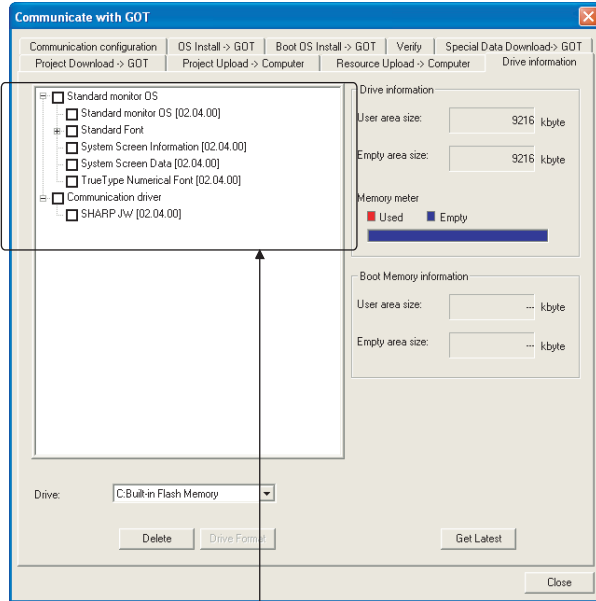 Communicate with GOT
Communication configuration OS Install -> GOT Boot OS Install -> GOT Verify Special Data Download-> GOT
Project Download -> GOT Project Upload -> Computer Resource Upload -> Computer Drive information
Standard monitor OS
Standard monitor OS [02.04.00]
Standard Font
System Screen Information [02.04.00]
System Screen Data [02.04.00]
TrueType Numerical Font [02.04.00]
Communication driver
SHARP JW [02.04.00]
Drive information
User area size: 9216 kbyte
Empty area size: 9216 kbyte
Memory meter
Used Empty
Boot Memory information
User area size: --- kbyte
Empty area size: --- kbyte
Drive: C:Built-in Flash Memory
Delete Drive Format Get Latest
Close